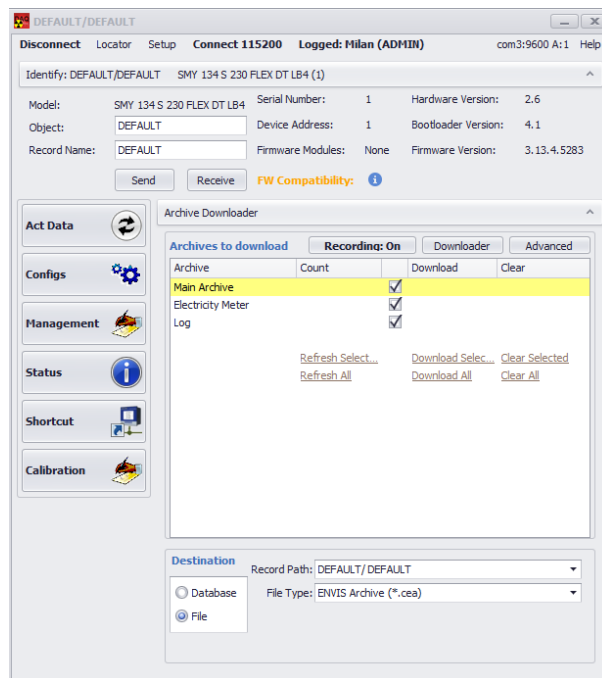 DEFAULT/DEFAULT
Disconnect Locator Setup Connect 115200 Logged: Milan (ADMIN) com3:9600 A:1 Help
Identify: DEFAULT/DEFAULT SMY 134 S 230 FLEX DT LB4 (1)
Model: SMY 134 S 230 FLEX DT LB4 Serial Number: 1 Hardware Version: 2.6
Object: DEFAULT Device Address: 1 Bootloader Version: 4.1
Record Name: DEFAULT Firmware Modules: None Firmware Version: 3.13.4.5283
Send Receive FW Compatibility:
Archive Downloader
Act Data
Configs
Management
Status
Shortcut
Calibration
Archives to download Recording: On Downloader Advanced
Archive Count Download Clear
Main Archive
Electricity Meter
Log
Refresh Select... Download Selec... Clear Selected
Refresh All Download All Clear All
Destination
Record Path: DEFAULT/DEFAULT
Database
File Type: ENVIS Archive (*.cea)
File